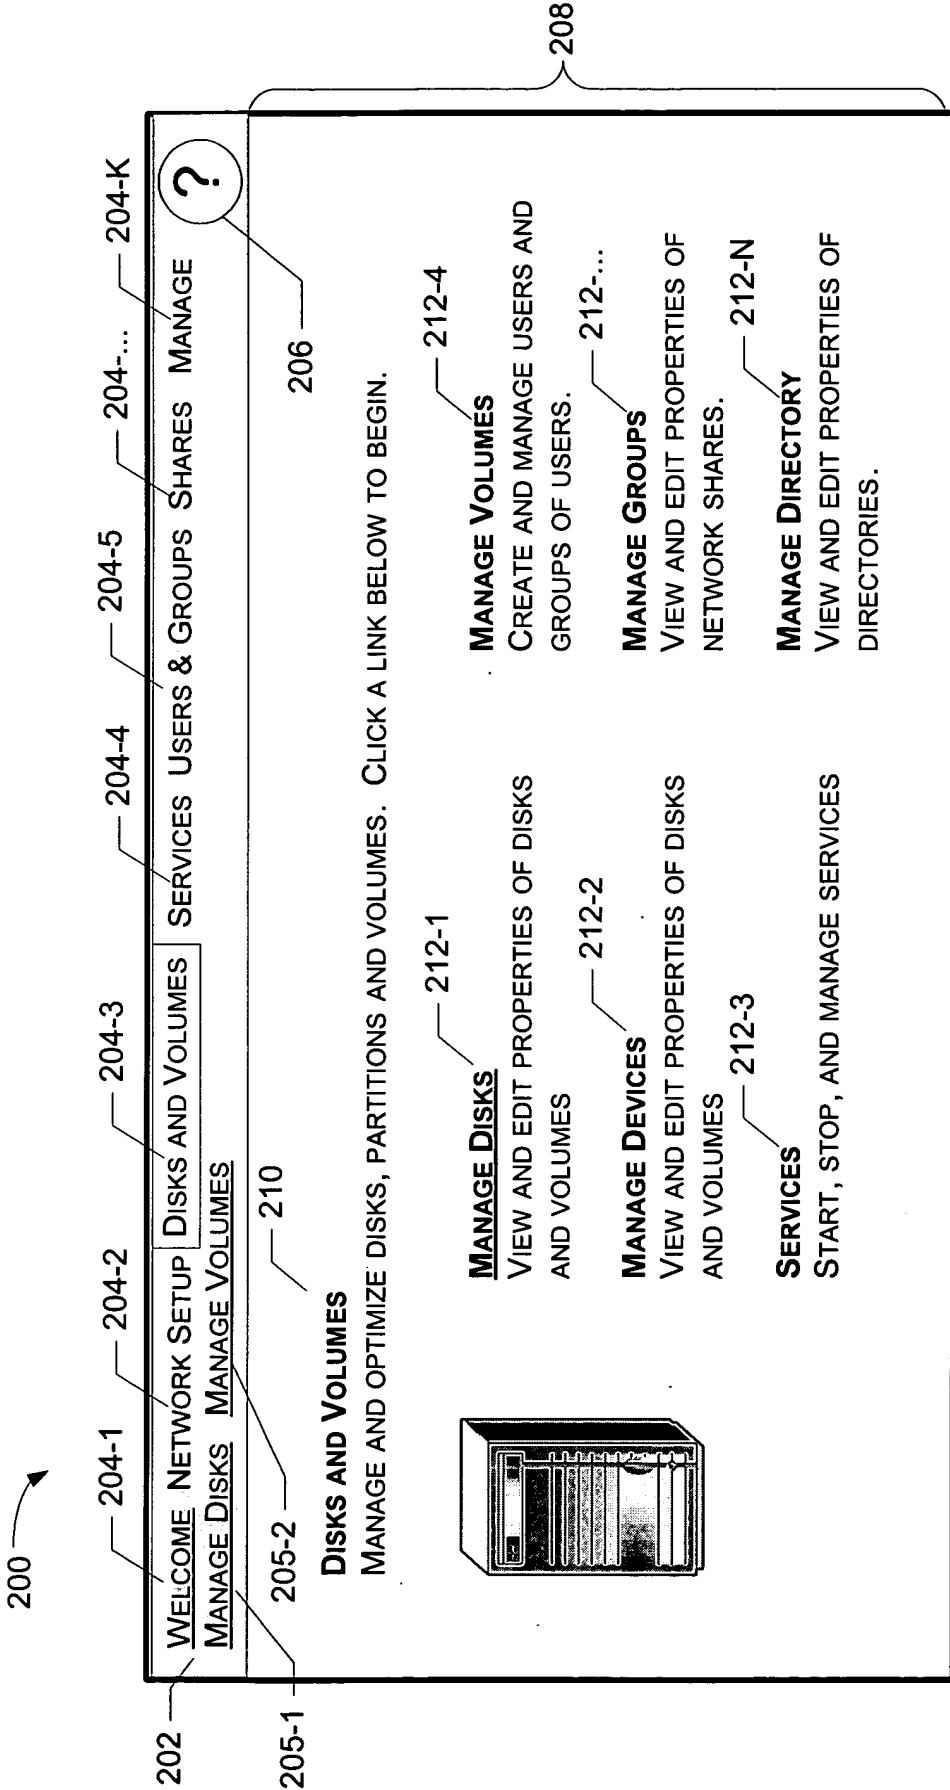 200
204-1 204-2 204-3 204-4 204-5 204-... 204-K
WELCOME NETWORK SETUP DISKS AND VOLUMES SERVICES USERS & GROUPS SHARES MANAGE ?
MANAGE DISKS MANAGE VOLUMES
202
205-1
205-2
210
206
208
DISKS AND VOLUMES
MANAGE AND OPTIMIZE DISKS, PARTITIONS AND VOLUMES. CLICK A LINK BELOW TO BEGIN.
212-1
MANAGE DISKS
VIEW AND EDIT PROPERTIES OF DISKS
AND VOLUMES
212-2
MANAGE DEVICES
VIEW AND EDIT PROPERTIES OF DISKS
AND VOLUMES
212-3
SERVICES
START, STOP, AND MANAGE SERVICES
212-4
MANAGE VOLUMES
CREATE AND MANAGE USERS AND
GROUPS OF USERS.
212-...
MANAGE GROUPS
VIEW AND EDIT PROPERTIES OF
NETWORK SHARES.
212-N
MANAGE DIRECTORY
VIEW AND EDIT PROPERTIES OF
DIRECTORIES.